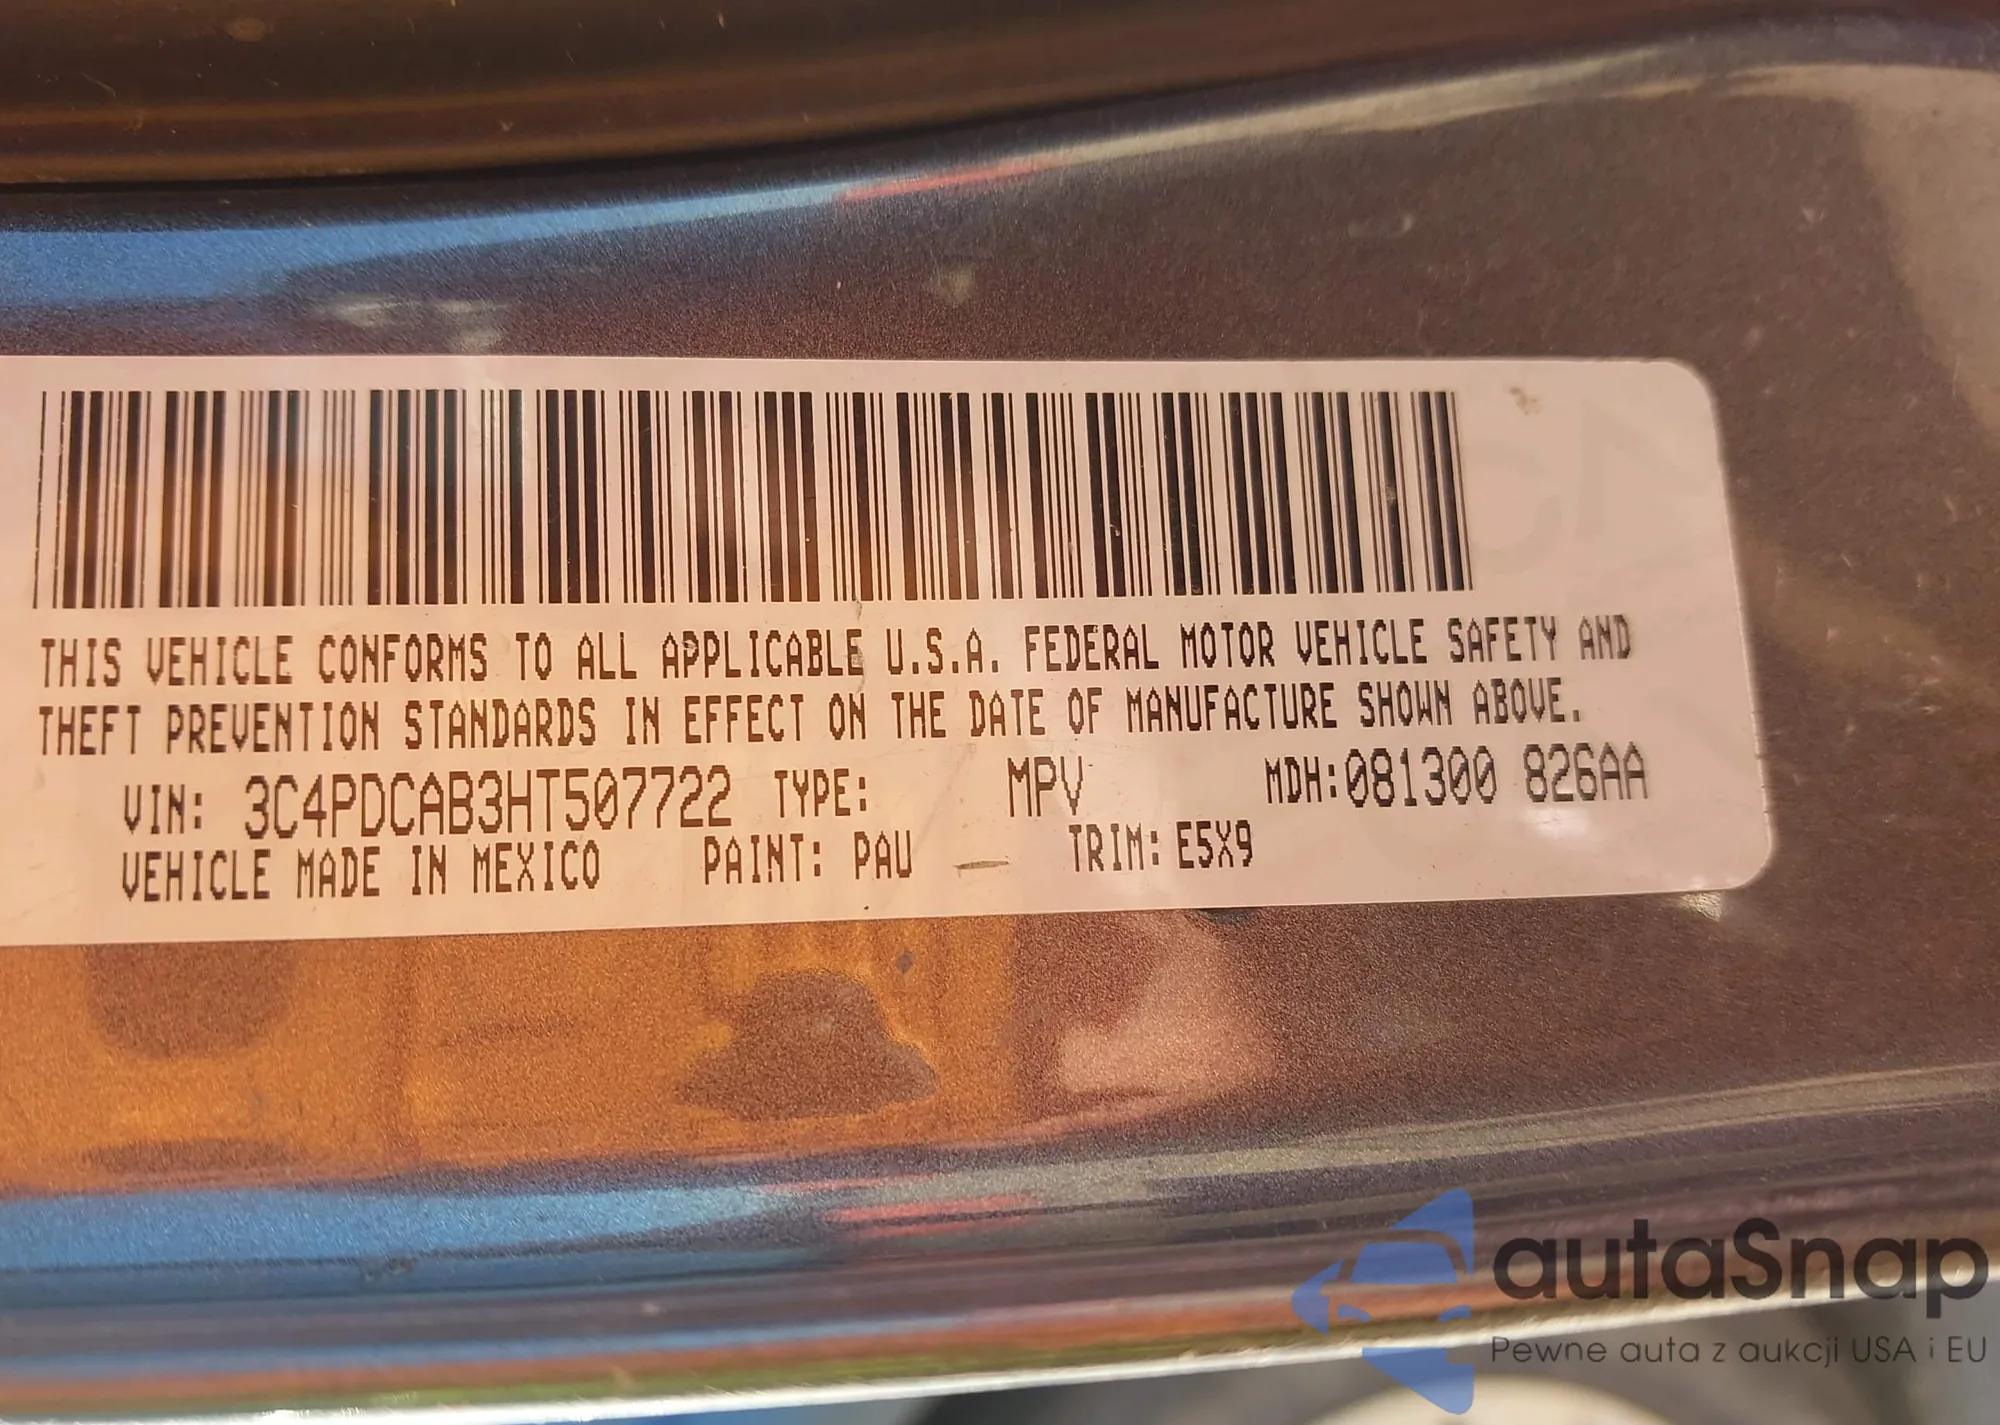 THIS VEHICLE CONFORMS TO ALL APPLICABLE U.S.A. FEDERAL MOTOR VEHICLE SAFETY AND
THEFT PREVENTION STANDARDS IN EFFECT ON THE DATE OF MANUFACTURE SHOWN ABOVE.
VIN: 3C4PDCAB3HT507722 TYPE: MPV MDH:081300 826AA
VEHICLE MADE IN MEXICO PAINT: PAU TRIM: E5X9
autaSnap
Pewne auta z aukcji USA i EU